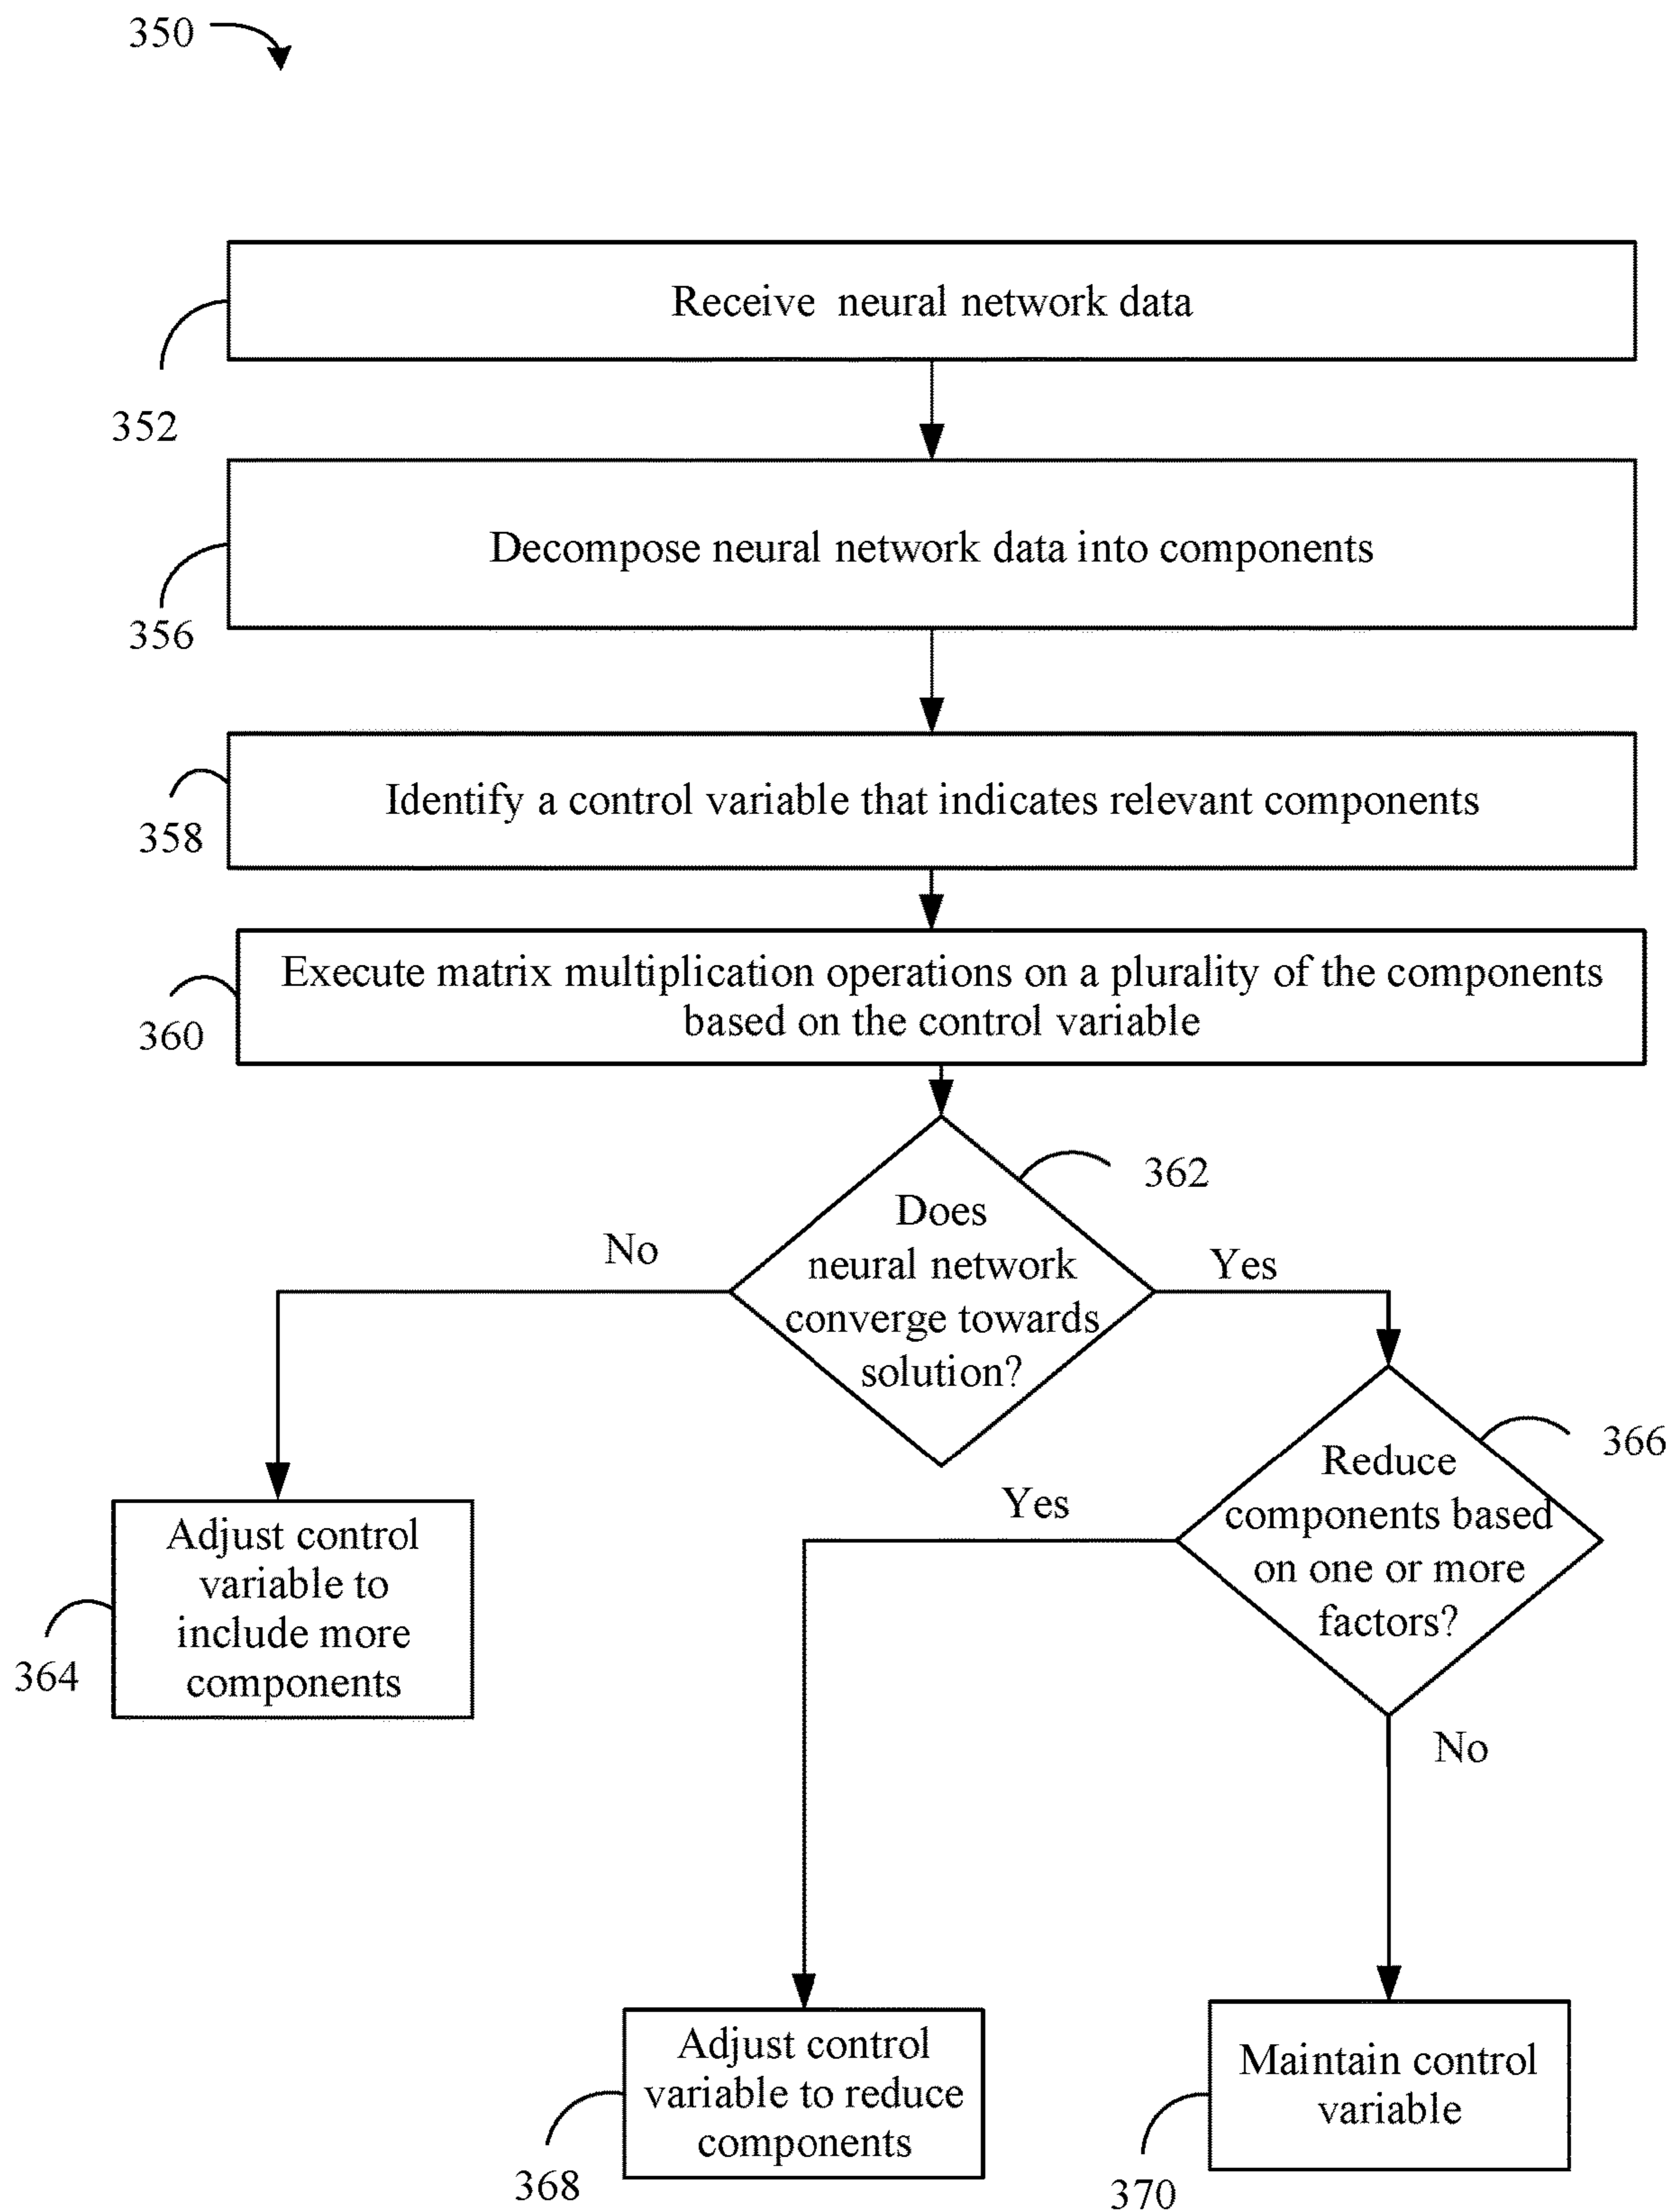 350
Receive neural network data
352
Decompose neural network data into components
356
Identify a control variable that indicates relevant components
358
Execute matrix multiplication operations on a plurality of the components
based on the control variable
360
362
Does
neural network
converge towards
solution?
No
Yes
366
Reduce
components based
on one or more
factors?
Yes
No
Adjust control
variable to
include more
components
364
Adjust control
variable to reduce
components
368
Maintain control
variable
370